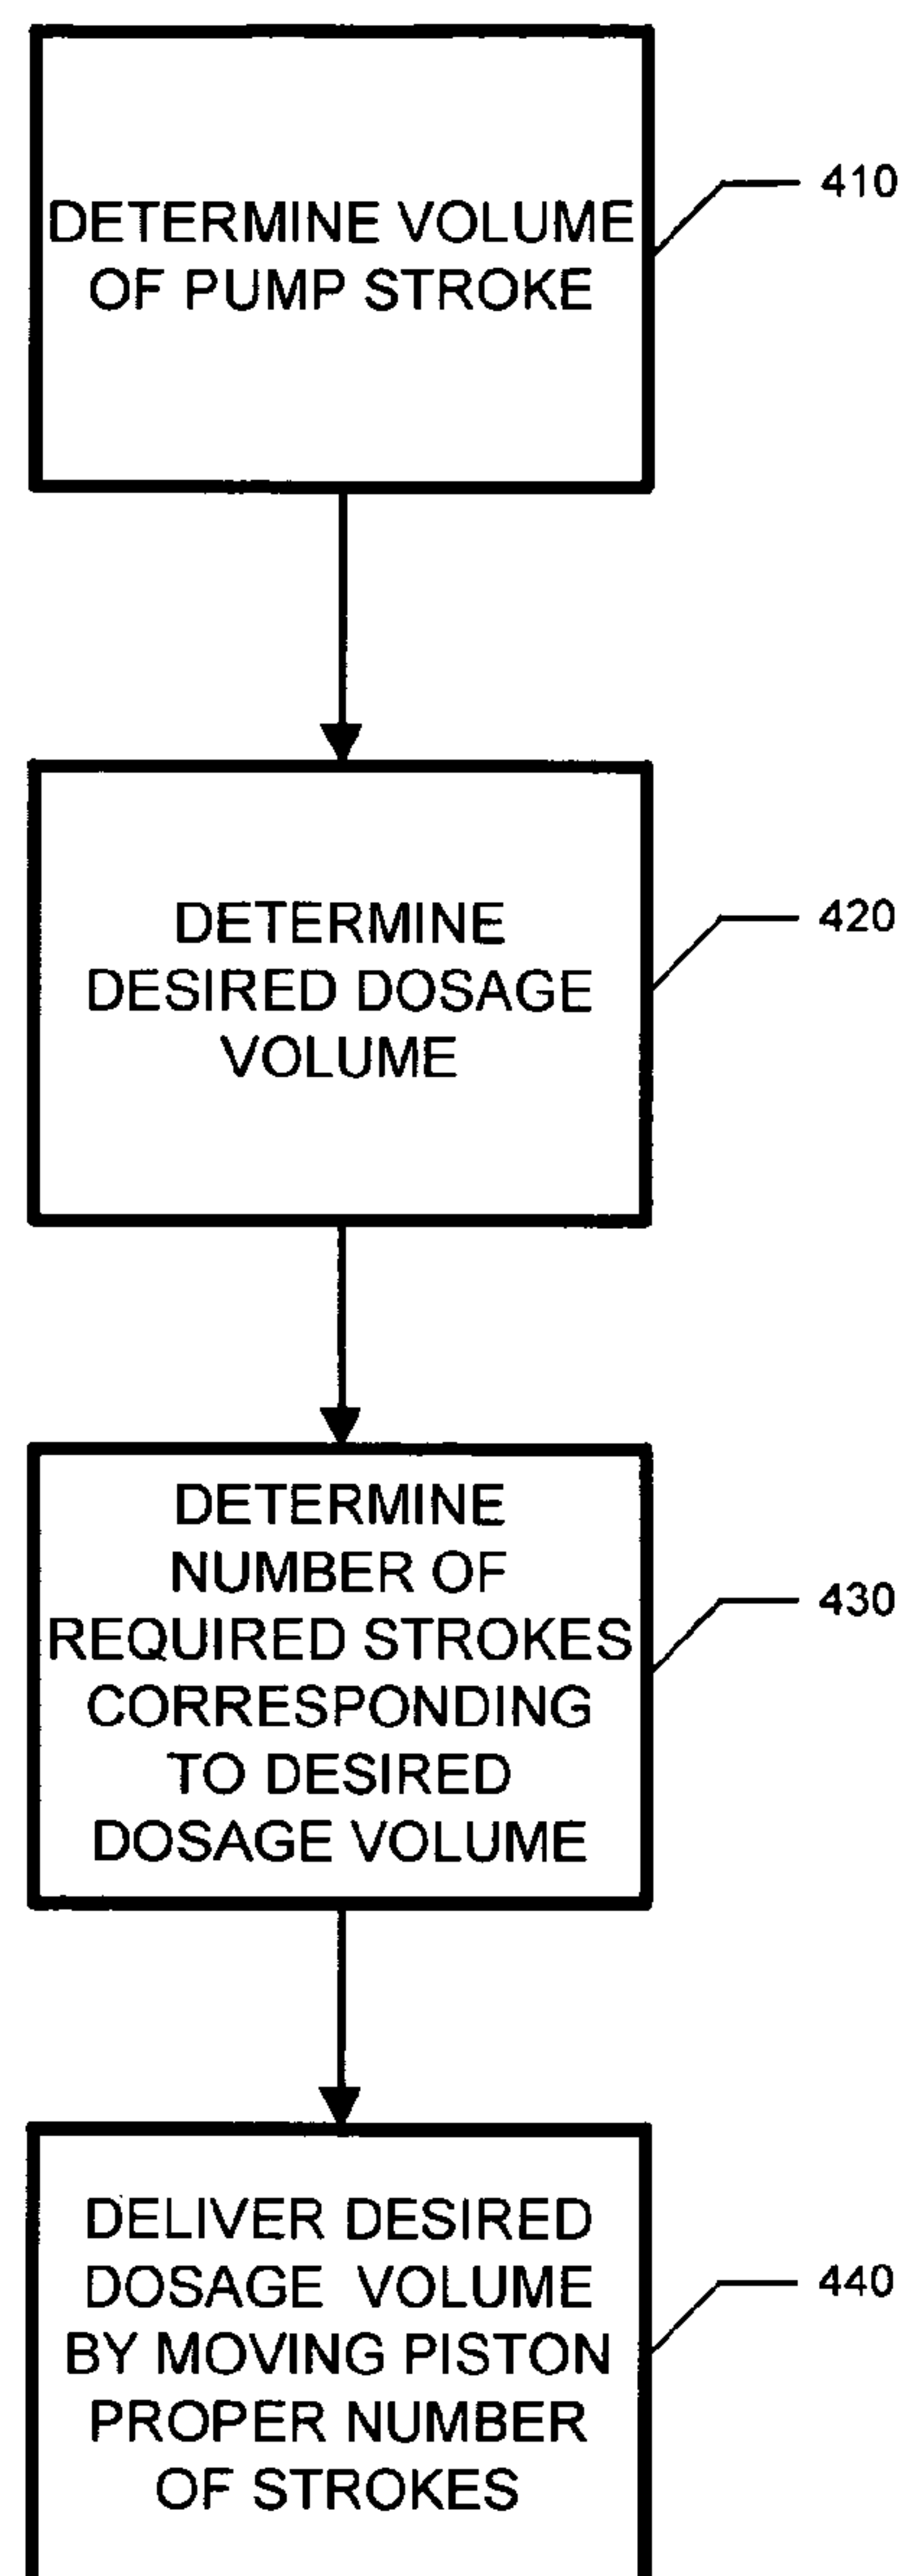 DETERMINE VOLUME
OF PUMP STROKE
410
DETERMINE
DESIRED DOSAGE
VOLUME
420
DETERMINE
NUMBER OF
REQUIRED STROKES
CORRESPONDING
TO DESIRED
DOSAGE VOLUME
430
DELIVER DESIRED
DOSAGE VOLUME
BY MOVING PISTON
PROPER NUMBER
OF STROKES
440